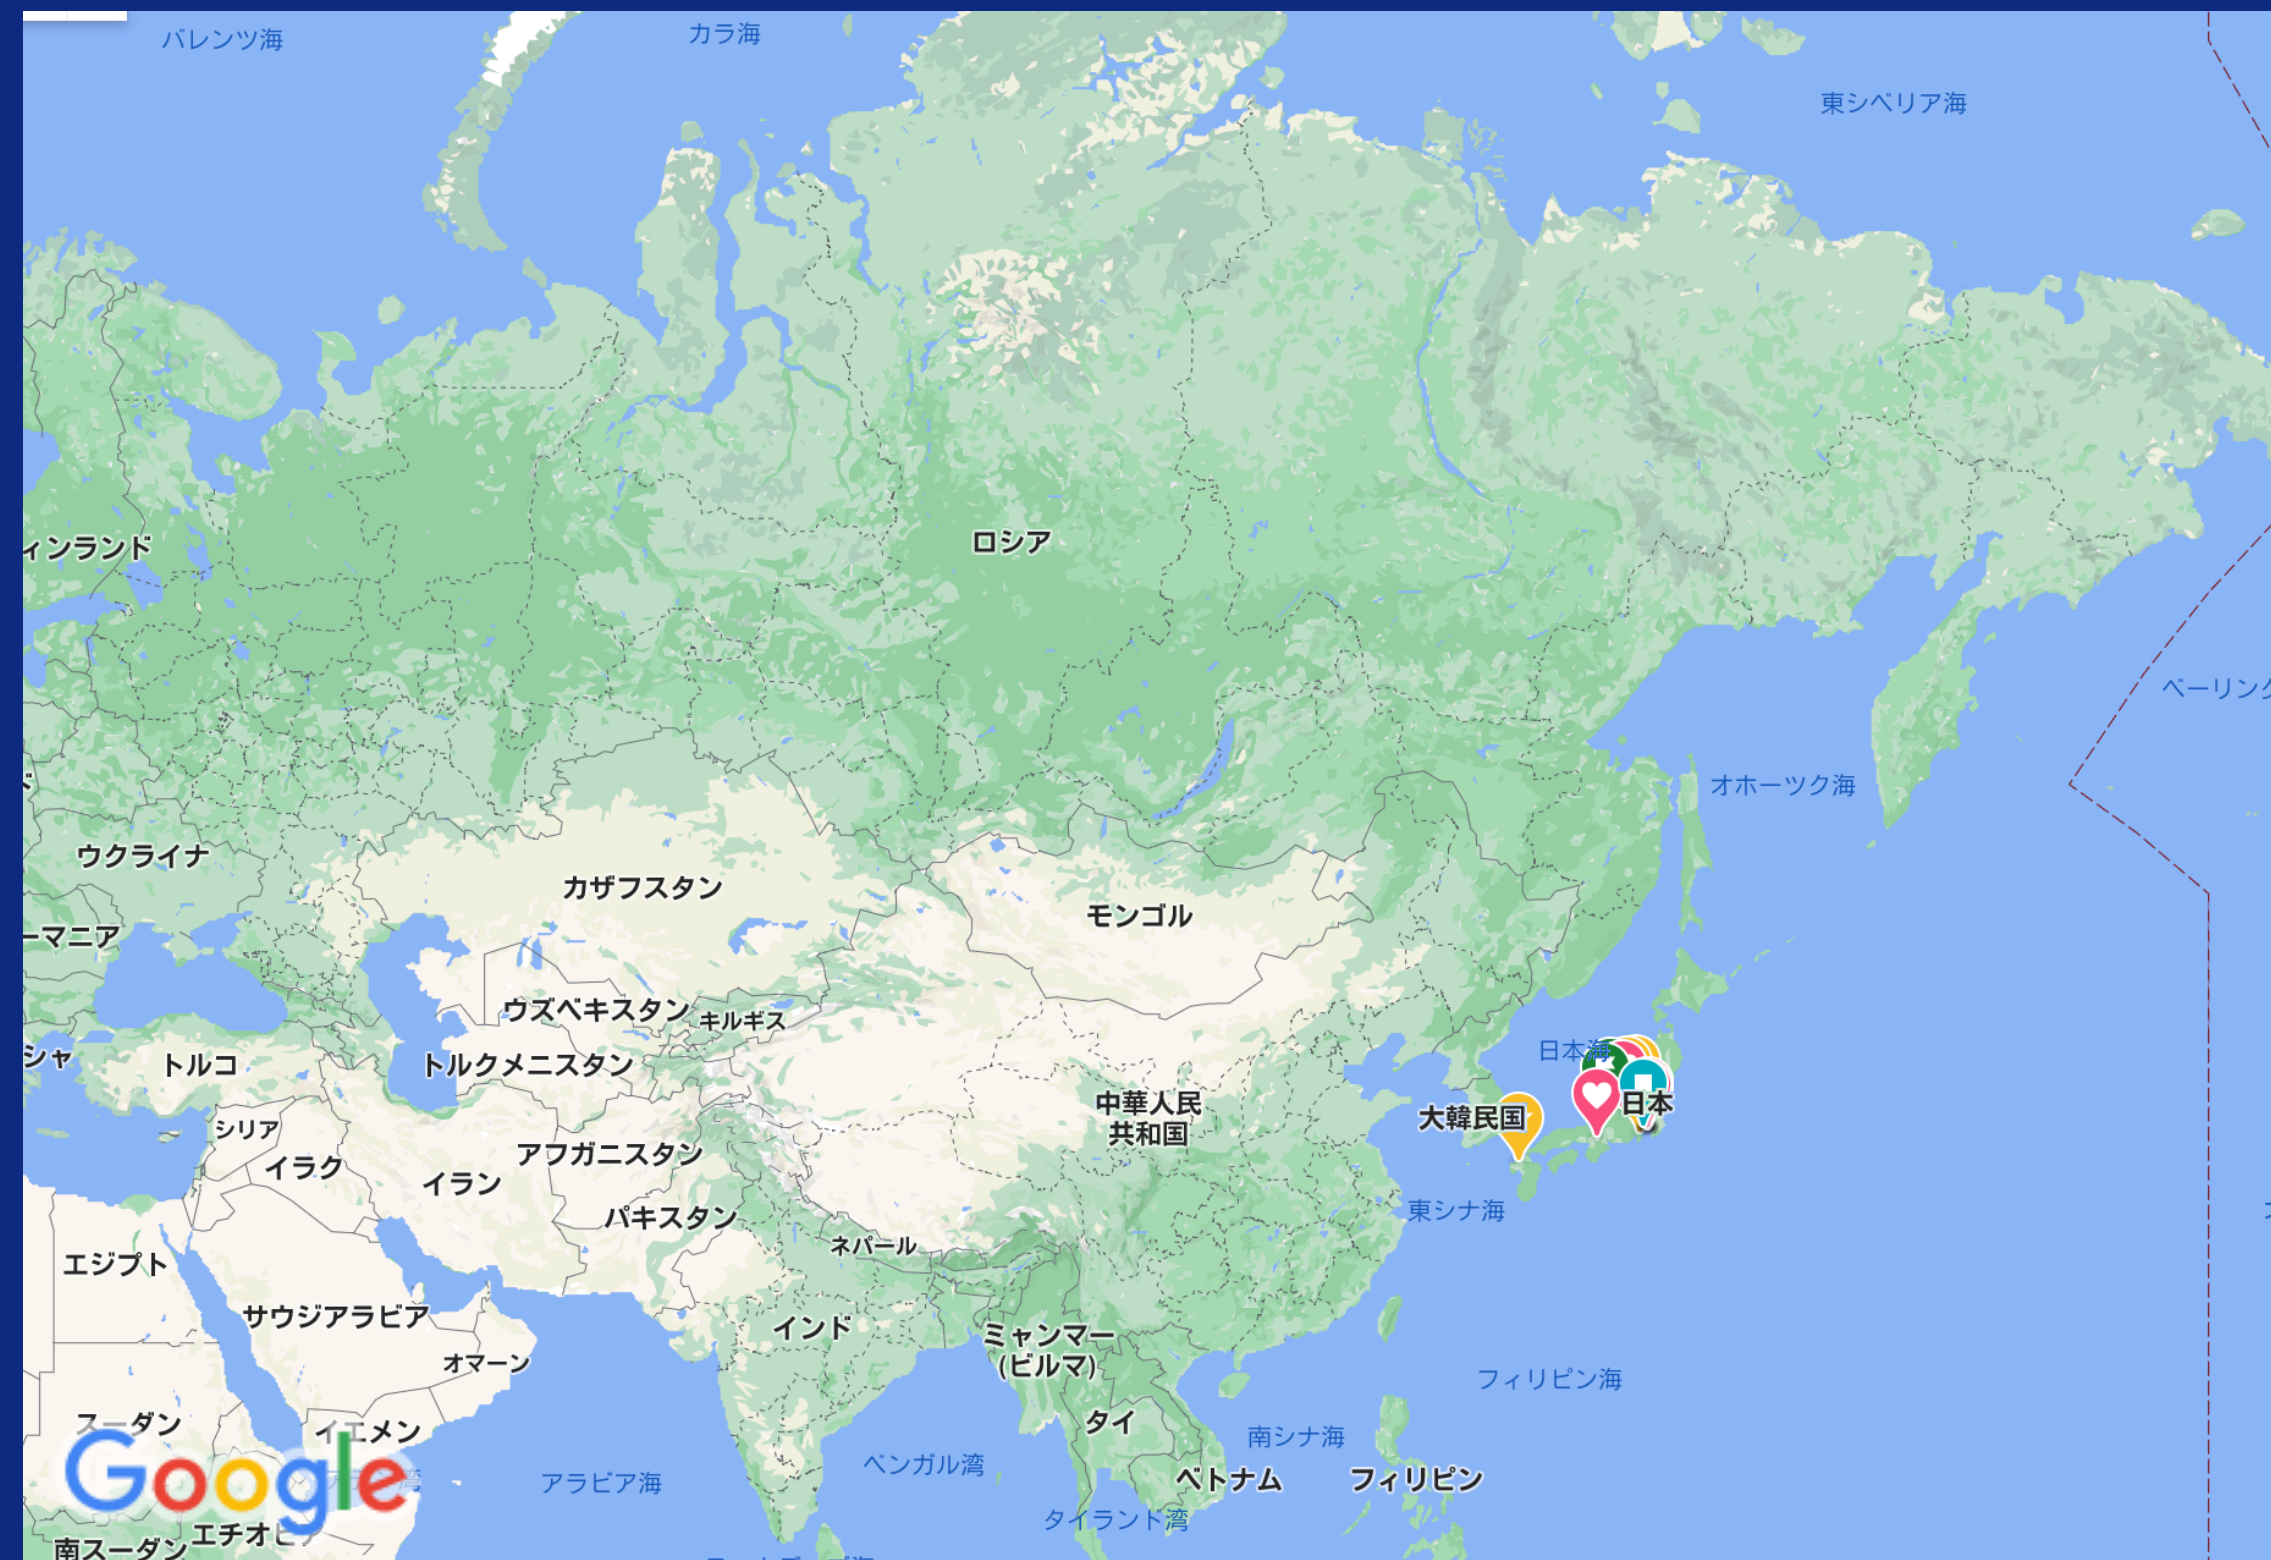 バレンツ海
カラ海
東シベリア海
ィンランド
ロシア
ベーリン
オホーツク海
ウクライナ
カザフスタン
ーマニア
モンゴル
ウズベキスタン
キルギス
シャ
トルコ
トルクメニスタン
日本海
中華人民
共和国
大韓民国
日本
シリア
イラク
アフガニスタン
イラン
パキスタン
東シナ海
ネパール
エジプト
サウジアラビア
インド
ミャンマー
(ビルマ)
オマーン
フィリピン海
スーダン
イエメン
タイ
南シナ海
ベンガル湾
アラビア海
ベトナム
フィリピン
Google
タイランド湾
エチオピ
南スーダン